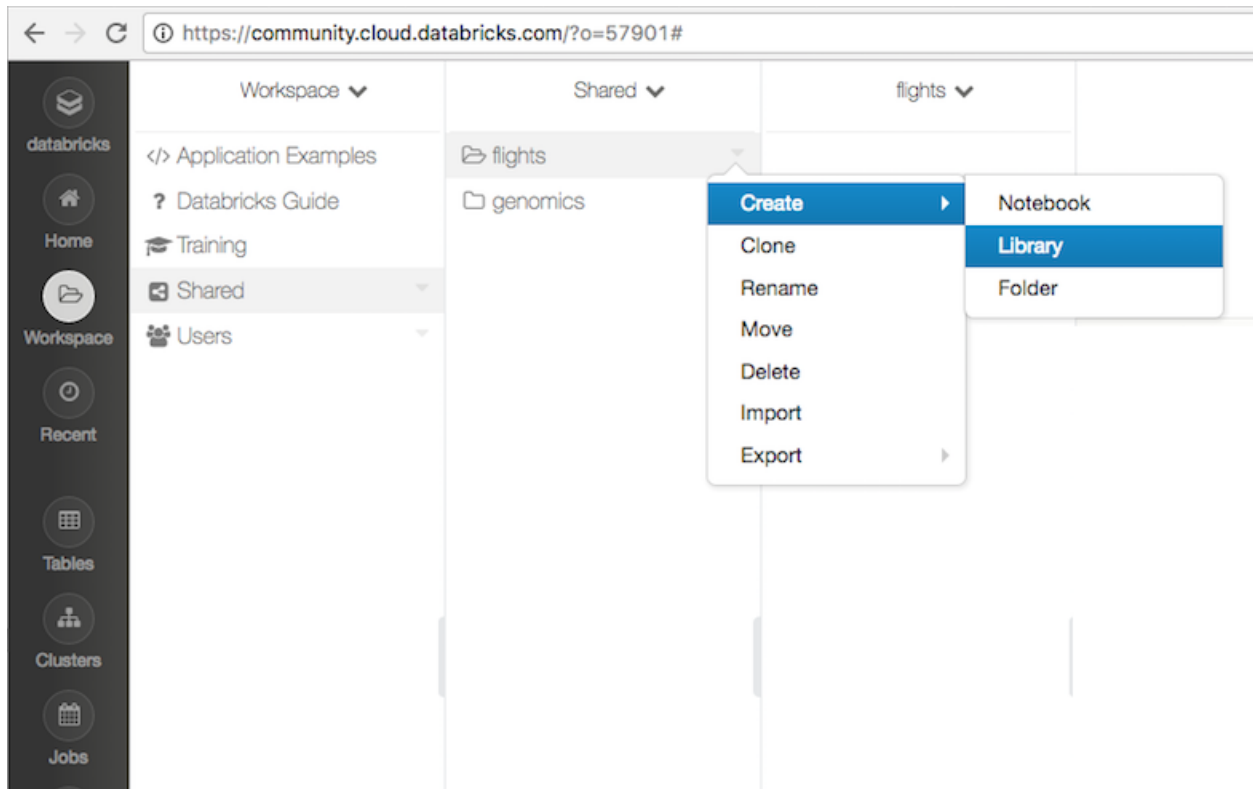 https://community.cloud.databricks.com/?o=57901#
databricks
Home
Workspace
Recent
Tables
Clusters
Jobs
Workspace
</> Application Examples
? Databricks Guide
Training
Shared
Users
Shared
flights
genomics
flights
Create
Clone
Rename
Move
Delete
Import
Export
Notebook
Library
Folder